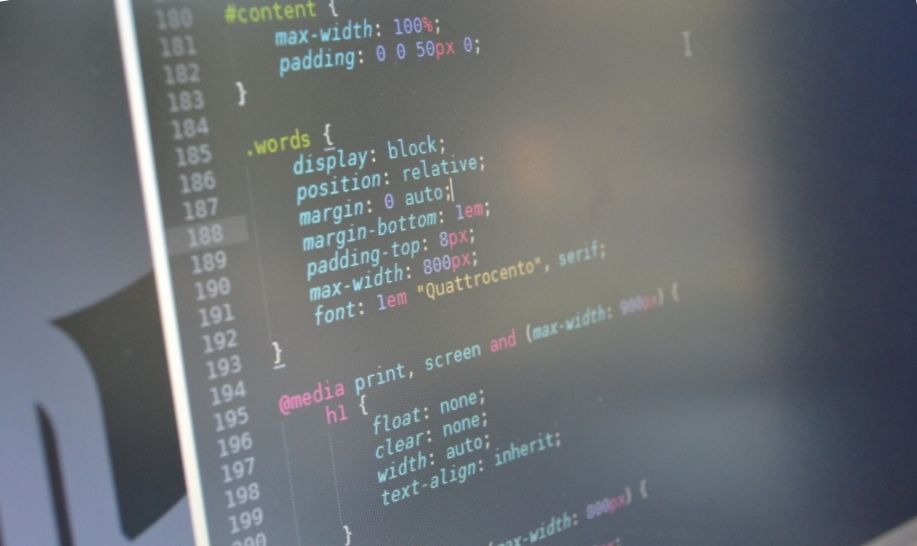 180 #content {
181 max-width: 100%;
182 padding: 0 0 50px 0;
183 }
184
185 .words {
186 display: block;
187 position: relative;
188 margin: 0 auto;
189 margin-bottom: 1em;
190 padding-top: 8px;
191 max-width: 800px;
192 font: 1em "Quattrocento", serif;
193 }
194
195 @media print, screen and (max-width: 900px) {
196 h1 {
197 float: none;
198 clear: none;
199 width: auto;
200 text-align: inherit;
}
max-width: 800px) {